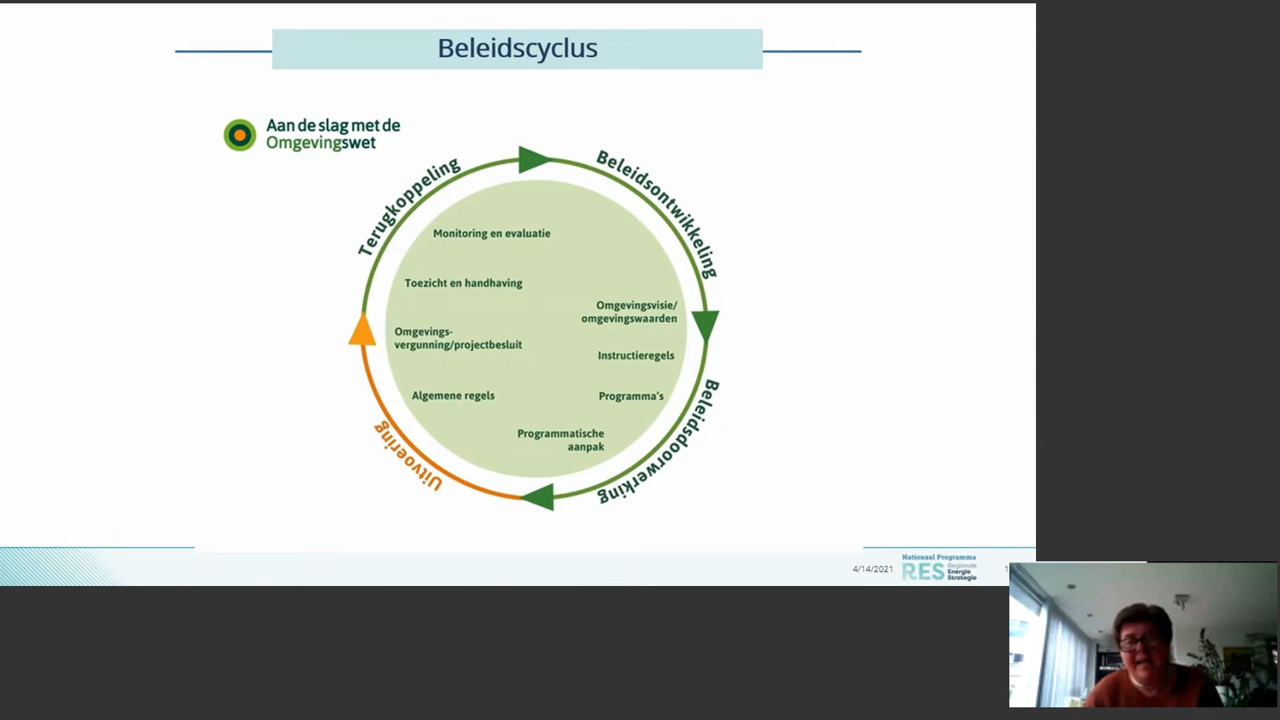 Beleidscyclus
Aan de slag met de
Omgevingswet
Terugkoppeling
Beleidsontwikkeling
Monitoring en evaluatie
Toezicht en handhaving
Omgevingsvisie/
omgevingswaarden
Omgevings-
vergunning/projectbesluit
Instructieregels
Algemene regels
Programma's
Programmatische
aanpak
Beleidsdoorwerking
Uitvoering
4/14/2021
Nationaal Programma
RES
Regionale
Energie
Strategie